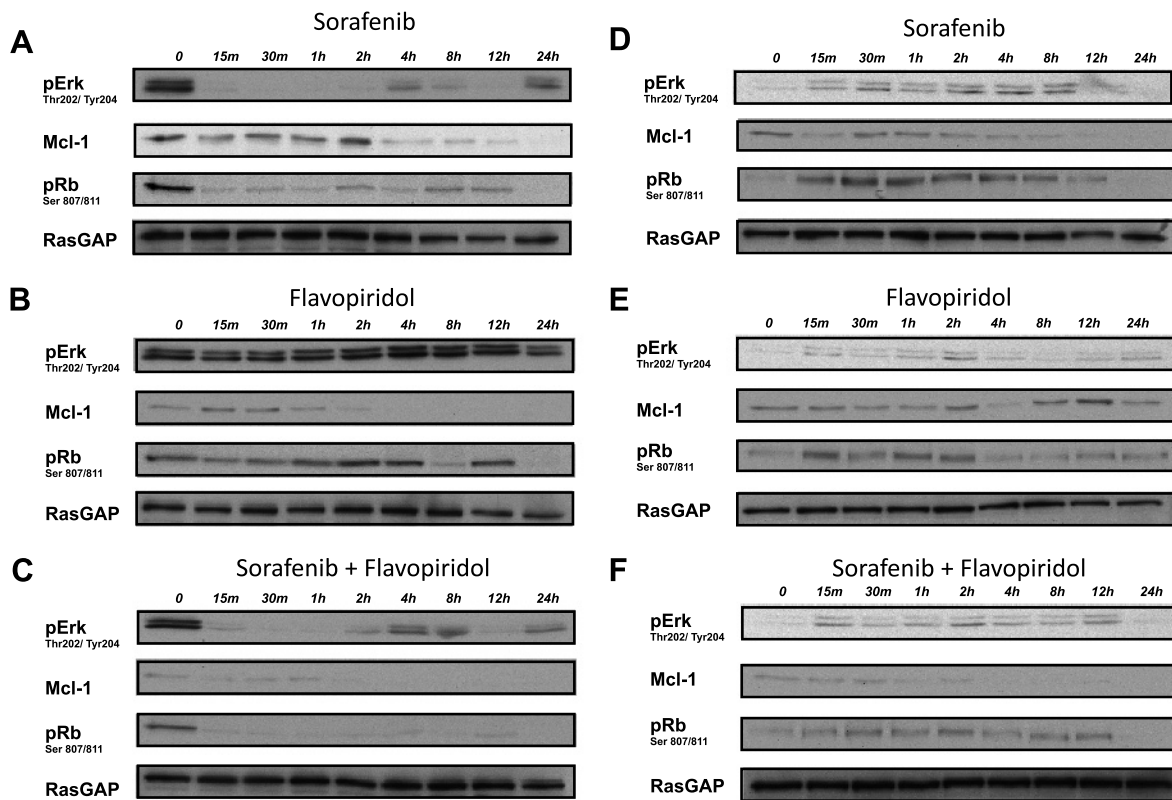 A
Sorafenib
0 15m 30m 1h 2h 4h 8h 12h 24h
pErk
Thr202/ Tyr204
Mcl-1
pRb
Ser 807/811
RasGAP
B
Flavopiridol
0 15m 30m 1h 2h 4h 8h 12h 24h
pErk
Thr202/ Tyr204
Mcl-1
pRb
Ser 807/811
RasGAP
C
Sorafenib + Flavopiridol
0 15m 30m 1h 2h 4h 8h 12h 24h
pErk
Thr202/ Tyr204
Mcl-1
pRb
Ser 807/811
RasGAP
D
Sorafenib
0 15m 30m 1h 2h 4h 8h 12h 24h
pErk
Thr202/ Tyr204
Mcl-1
pRb
Ser 807/811
RasGAP
E
Flavopiridol
0 15m 30m 1h 2h 4h 8h 12h 24h
pErk
Thr202/ Tyr204
Mcl-1
pRb
Ser 807/811
RasGAP
F
Sorafenib + Flavopiridol
0 15m 30m 1h 2h 4h 8h 12h 24h
pErk
Thr202/ Tyr204
Mcl-1
pRb
Ser 807/811
RasGAP